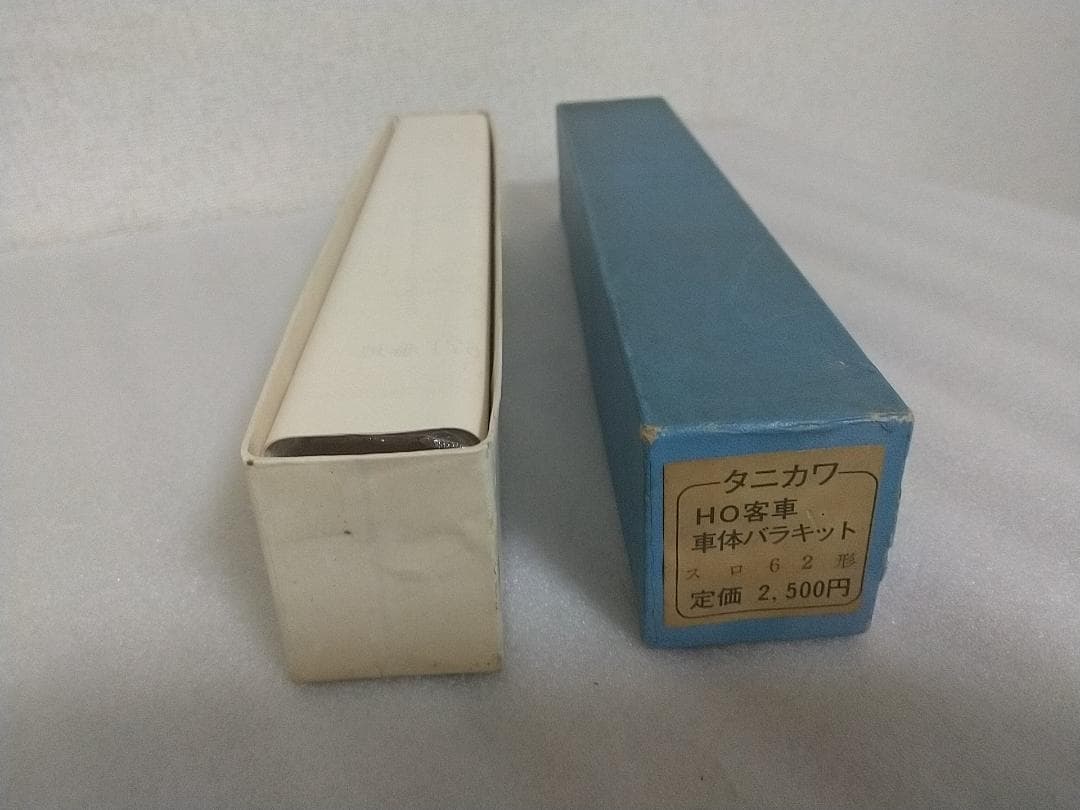 タニカワ
HO客車
車体バラキット
スロ62形
定価 2,500円